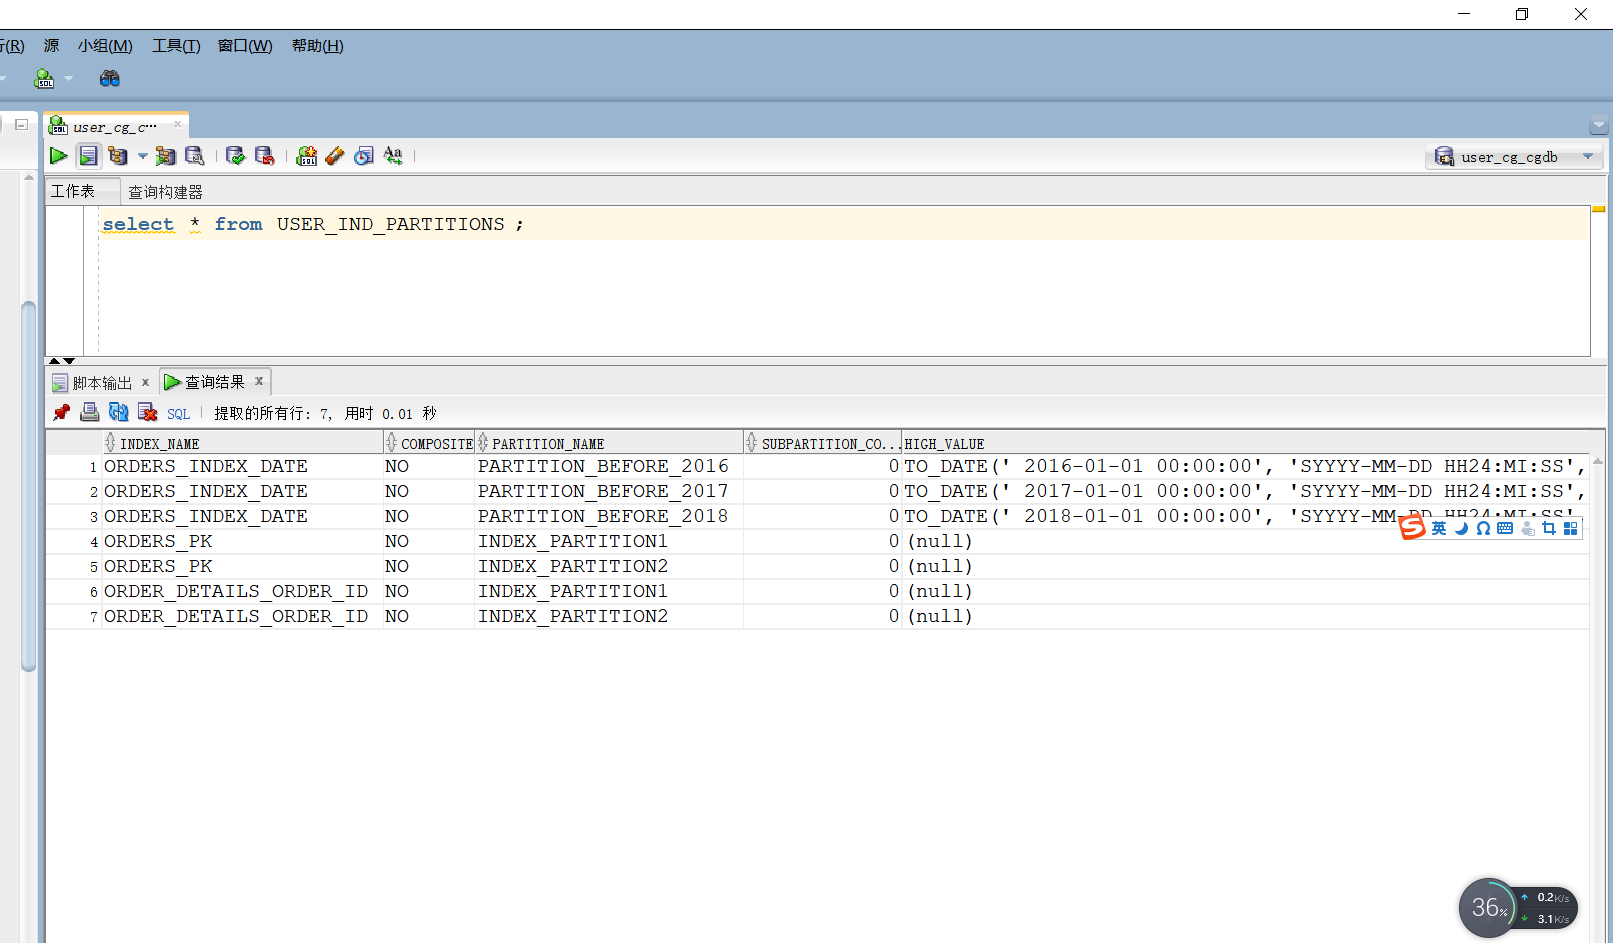 行(R) 源 小组(M) 工具(T) 窗口(W) 帮助(H)
user_cg_c...
user_cg_cgdb
工作表 查询构建器
select * from USER_IND_PARTITIONS ;
脚本输出 查询结果
SQL 提取的所有行: 7, 用时 0.01 秒
INDEX_NAME COMPOSITE PARTITION_NAME SUBPARTITION_CO... HIGH_VALUE
1 ORDERS_INDEX_DATE NO PARTITION_BEFORE_2016 0 TO_DATE(' 2016-01-01 00:00:00', 'SYYYY-MM-DD HH24:MI:SS',
2 ORDERS_INDEX_DATE NO PARTITION_BEFORE_2017 0 TO_DATE(' 2017-01-01 00:00:00', 'SYYYY-MM-DD HH24:MI:SS',
3 ORDERS_INDEX_DATE NO PARTITION_BEFORE_2018 0 TO_DATE(' 2018-01-01 00:00:00', 'SYYYY-MM-DD HH24:MI:SS',
英
4 ORDERS_PK NO INDEX_PARTITION1 0 (null)
5 ORDERS_PK NO INDEX_PARTITION2 0 (null)
6 ORDER_DETAILS_ORDER_ID NO INDEX_PARTITION1 0 (null)
7 ORDER_DETAILS_ORDER_ID NO INDEX_PARTITION2 0 (null)
36% 0.2K/s
3.1K/s